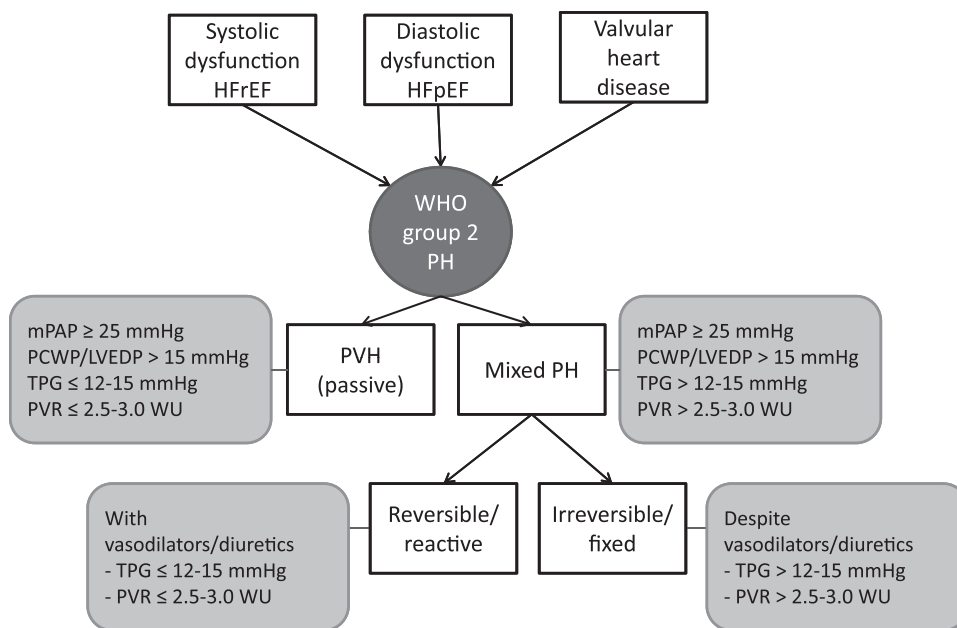 Systolic
dysfunction
HFrEF
Diastolic
dysfunction
HFpEF
Valvular
heart
disease
WHO
group 2
PH
mPAP ≥ 25 mmHg
PCWP/LVEDP > 15 mmHg
TPG ≤ 12-15 mmHg
PVR ≤ 2.5-3.0 WU
PVH
(passive)
Mixed PH
mPAP ≥ 25 mmHg
PCWP/LVEDP > 15 mmHg
TPG > 12-15 mmHg
PVR > 2.5-3.0 WU
With
vasodilators/diuretics
- TPG ≤ 12-15 mmHg
- PVR ≤ 2.5-3.0 WU
Reversible/
reactive
Irreversible/
fixed
Despite
vasodilators/diuretics
- TPG > 12-15 mmHg
- PVR > 2.5-3.0 WU